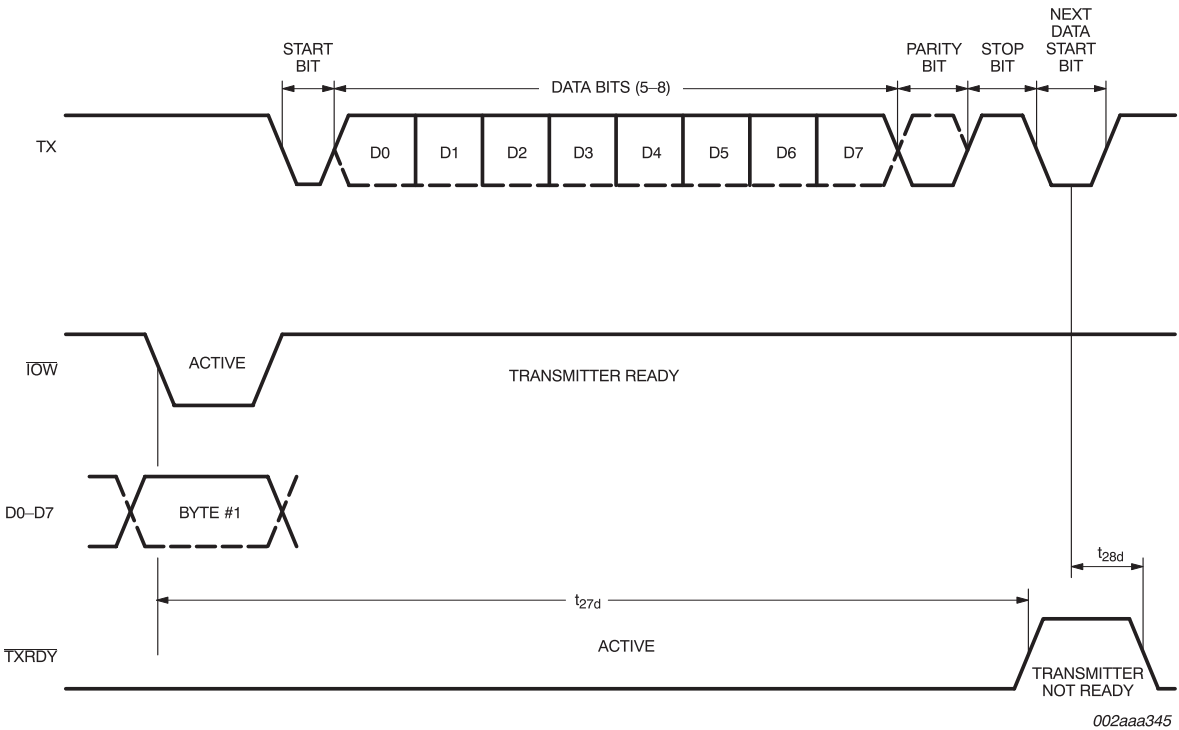 NEXT
DATA
START
BIT
START
BIT
PARITY
BIT
STOP
BIT
DATA BITS (5–8)
TX
D0
D1
D2
D3
D4
D5
D6
D7
IOW
ACTIVE
TRANSMITTER READY
D0–D7
BYTE #1
t28d
t27d
TXRDY
ACTIVE
TRANSMITTER
NOT READY
002aaa345